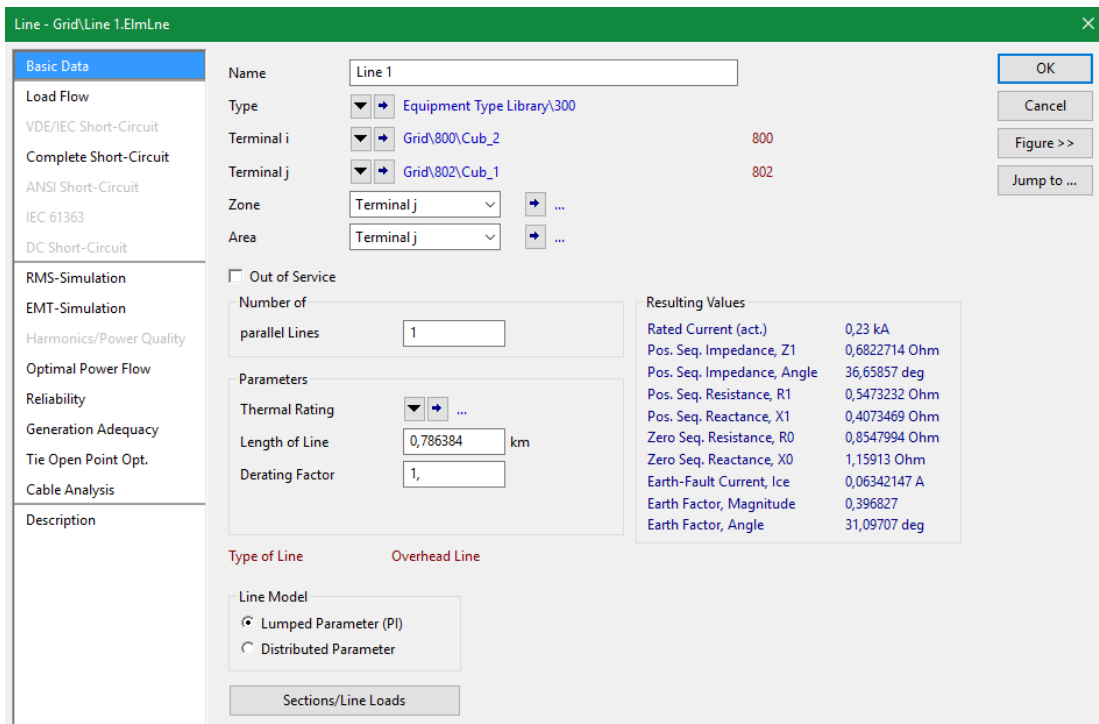 Line - Grid\Line 1.ElmLne
Basic Data
Load Flow
VDE/IEC Short-Circuit
Complete Short-Circuit
ANSI Short-Circuit
IEC 61363
DC Short-Circuit
RMS-Simulation
EMT-Simulation
Harmonics/Power Quality
Optimal Power Flow
Reliability
Generation Adequacy
Tie Open Point Opt.
Cable Analysis
Description
Name Line 1
Type Equipment Type Library\300
Terminal i Grid\800\Cub_2 800
Terminal j Grid\802\Cub_1 802
Zone Terminal j ...
Area Terminal j ...
Out of Service
Number of
parallel Lines 1
Parameters
Thermal Rating ...
Length of Line 0,786384 km
Derating Factor 1,
Resulting Values
Rated Current (act.) 0,23 kA
Pos. Seq. Impedance, Z1 0,6822714 Ohm
Pos. Seq. Impedance, Angle 36,65857 deg
Pos. Seq. Resistance, R1 0,5473232 Ohm
Pos. Seq. Reactance, X1 0,4073469 Ohm
Zero Seq. Resistance, R0 0,8547994 Ohm
Zero Seq. Reactance, X0 1,15913 Ohm
Earth-Fault Current, Ice 0,06342147 A
Earth Factor, Magnitude 0,396827
Earth Factor, Angle 31,09707 deg
Type of Line Overhead Line
Line Model
Lumped Parameter (PI)
Distributed Parameter
Sections/Line Loads
OK
Cancel
Figure >>
Jump to ...